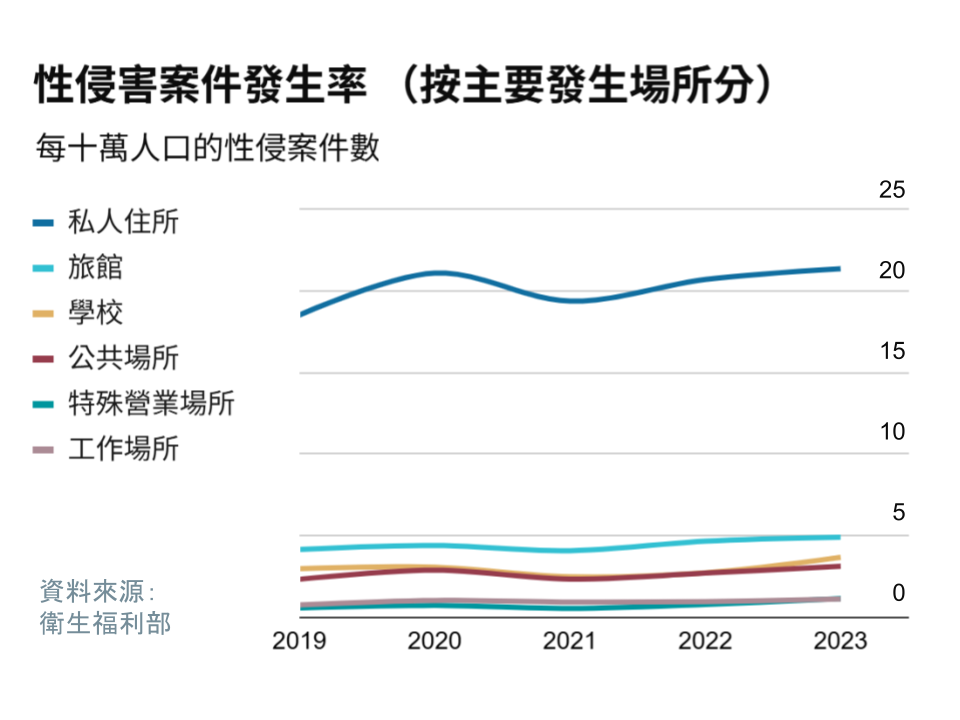 性侵害案件發生率 （按主要發生場所分）
每十萬人口的性侵案件數
私人住所
旅館
學校
公共場所
特殊營業場所
工作場所
25
20
15
10
5
0
2019 2020 2021 2022 2023
資料來源：
衛生福利部